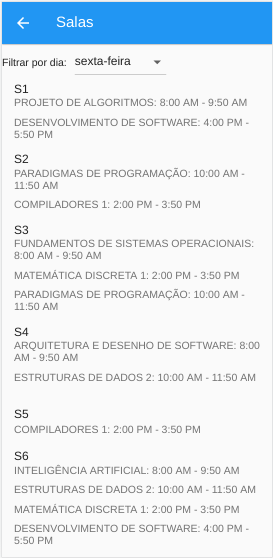 Salas
Filtrar por dia: sexta-feira
S1
PROJETO DE ALGORITMOS: 8:00 AM - 9:50 AM
DESENVOLVIMENTO DE SOFTWARE: 4:00 PM -
5:50 PM
S2
PARADIGMAS DE PROGRAMAÇÃO: 10:00 AM -
11:50 AM
COMPILADORES 1: 2:00 PM - 3:50 PM
S3
FUNDAMENTOS DE SISTEMAS OPERACIONAIS:
8:00 AM - 9:50 AM
MATEMÁTICA DISCRETA 1: 2:00 PM - 3:50 PM
PARADIGMAS DE PROGRAMAÇÃO: 10:00 AM -
11:50 AM
S4
ARQUITETURA E DESENHO DE SOFTWARE: 8:00
AM - 9:50 AM
ESTRUTURAS DE DADOS 2: 10:00 AM - 11:50 AM
S5
COMPILADORES 1: 2:00 PM - 3:50 PM
S6
INTELIGÊNCIA ARTIFICIAL: 8:00 AM - 9:50 AM
ESTRUTURAS DE DADOS 2: 10:00 AM - 11:50 AM
MATEMÁTICA DISCRETA 1: 2:00 PM - 3:50 PM
DESENVOLVIMENTO DE SOFTWARE: 4:00 PM -
5:50 PM